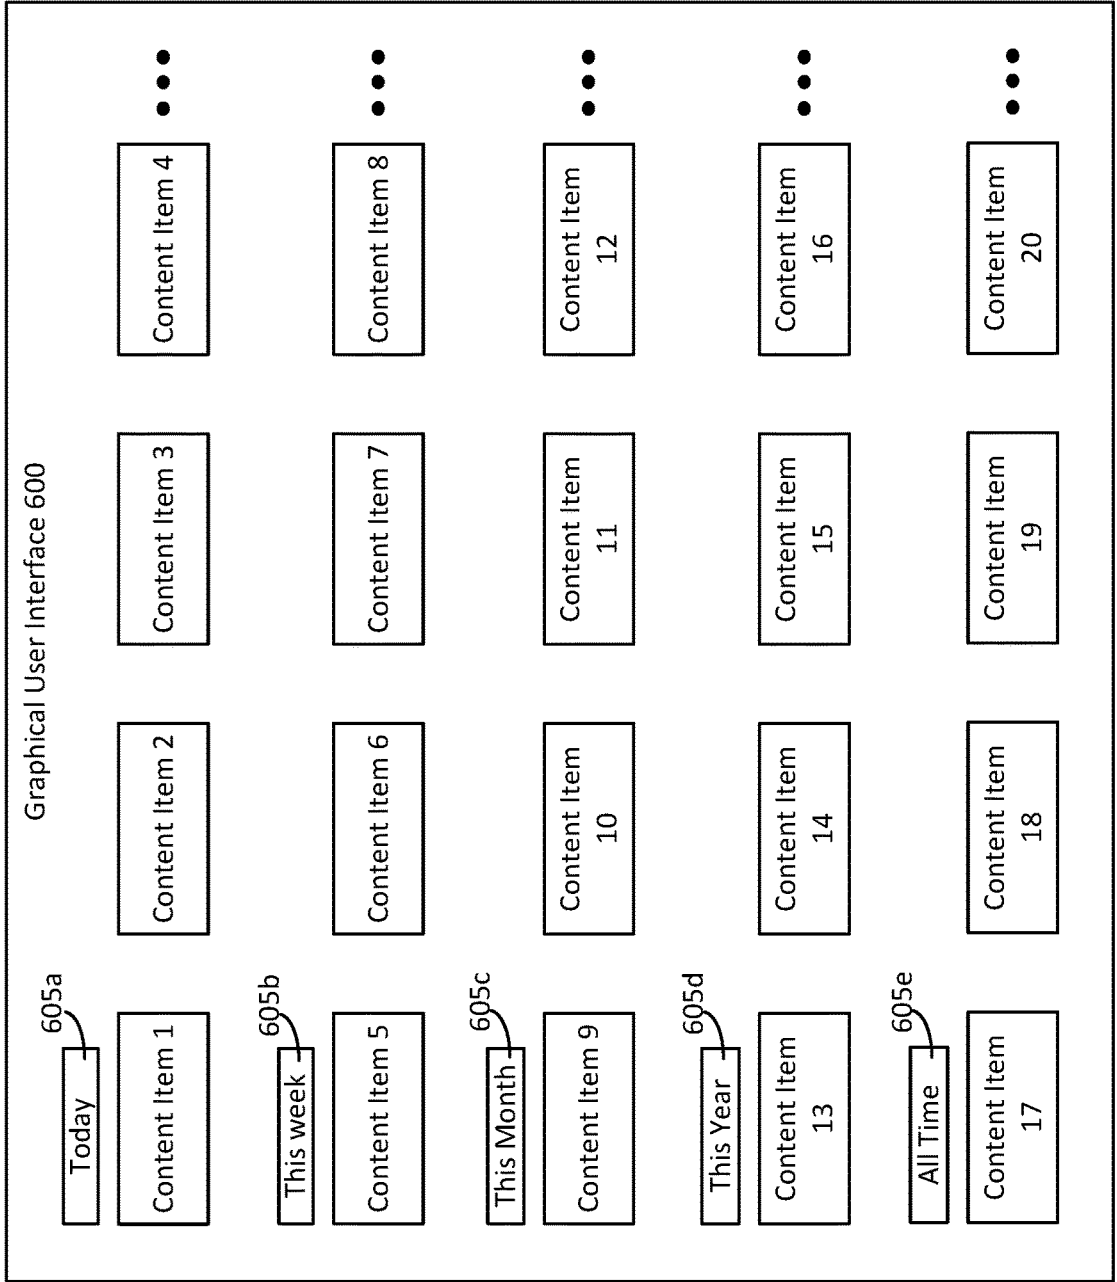 Graphical User Interface 600
Today
605a
Content Item 1
Content Item 2
Content Item 3
Content Item 4
This week
605b
Content Item 5
Content Item 6
Content Item 7
Content Item 8
This Month
605c
Content Item 9
Content Item
10
Content Item
11
Content Item
12
This Year
605d
Content Item
13
Content Item
14
Content Item
15
Content Item
16
All Time
605e
Content Item
17
Content Item
18
Content Item
19
Content Item
20